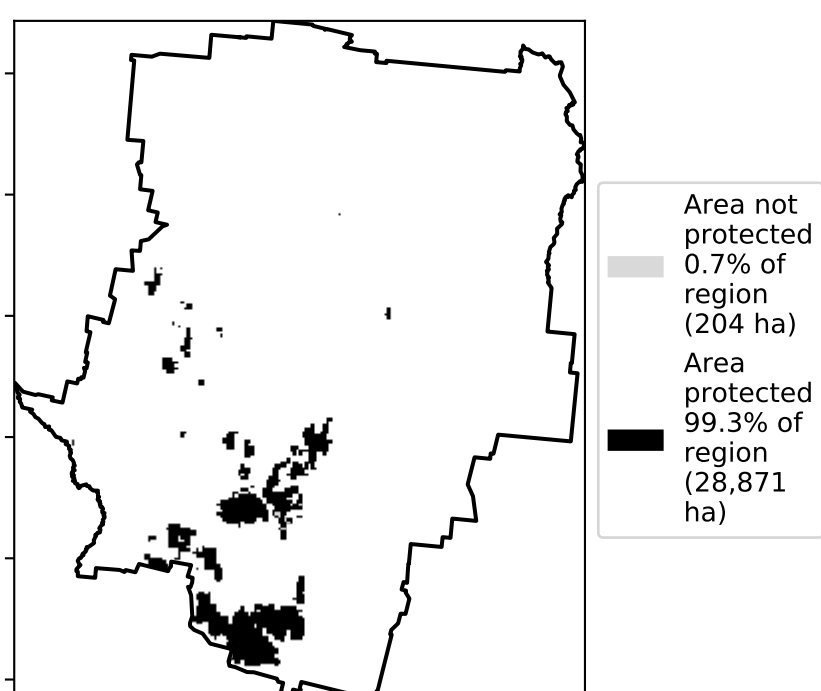 Area not
protected
0.7% of
region
(204 ha)
Area
protected
99.3% of
region
(28,871
ha)